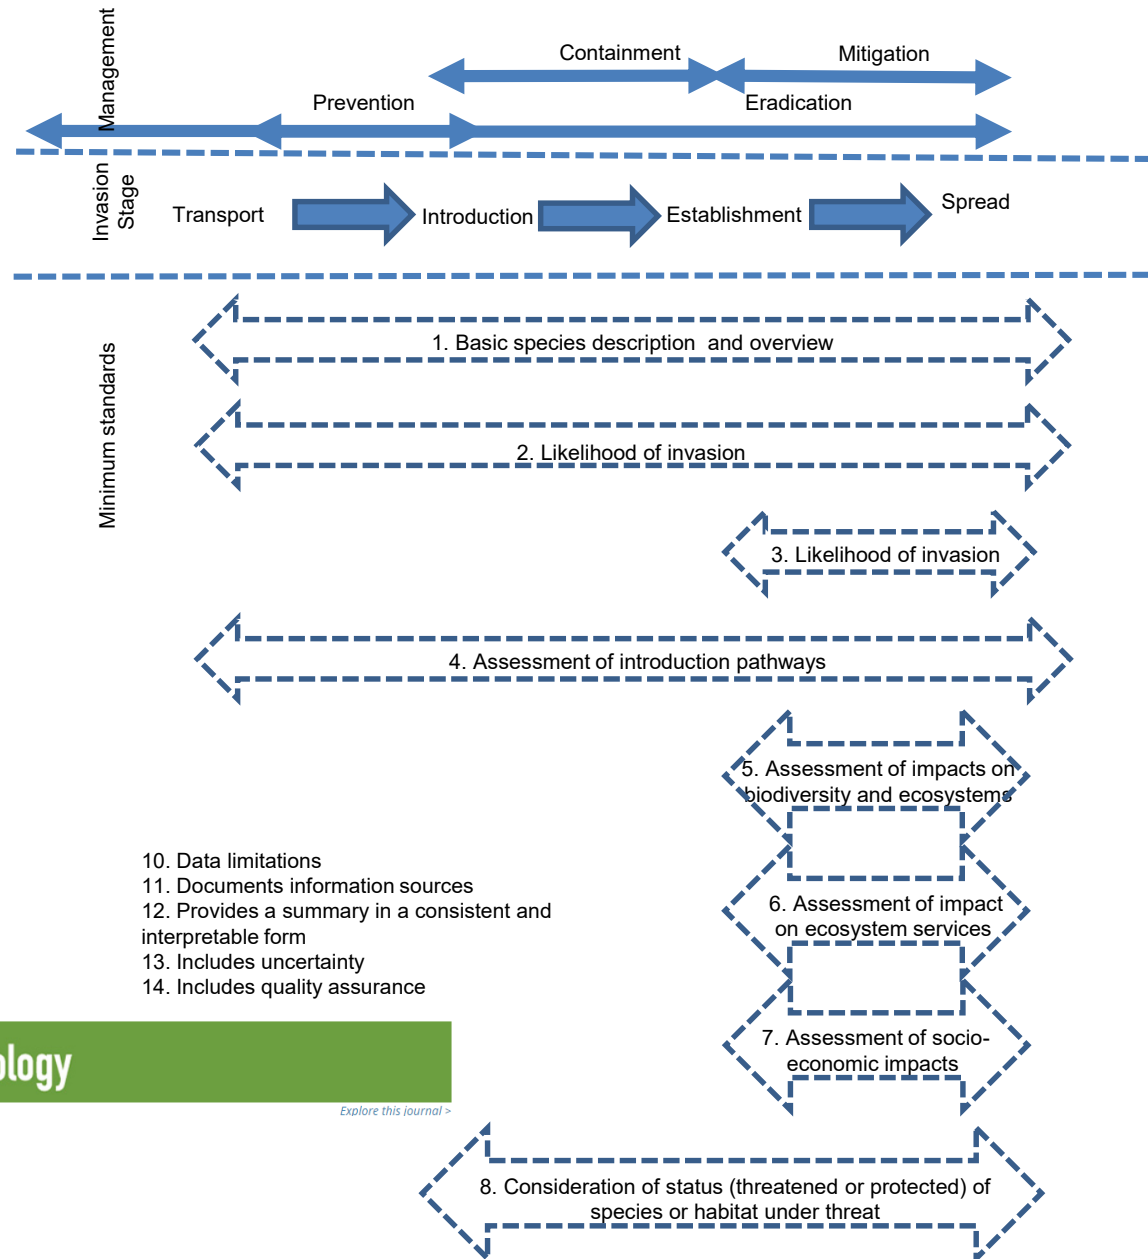 Management
Containment
Mitigation
Prevention
Eradication
Invasion
Stage
Transport
Introduction
Establishment
Spread
Minimum standards
1. Basic species description and overview
2. Likelihood of invasion
3. Likelihood of invasion
4. Assessment of introduction pathways
5. Assessment of impacts on
biodiversity and ecosystems
6. Assessment of impact
on ecosystem services
7. Assessment of socio-
economic impacts
10. Data limitations
11. Documents information sources
12. Provides a summary in a consistent and
interpretable form
13. Includes uncertainty
14. Includes quality assurance
ology
Explore this journal >
8. Consideration of status (threatened or protected) of
species or habitat under threat